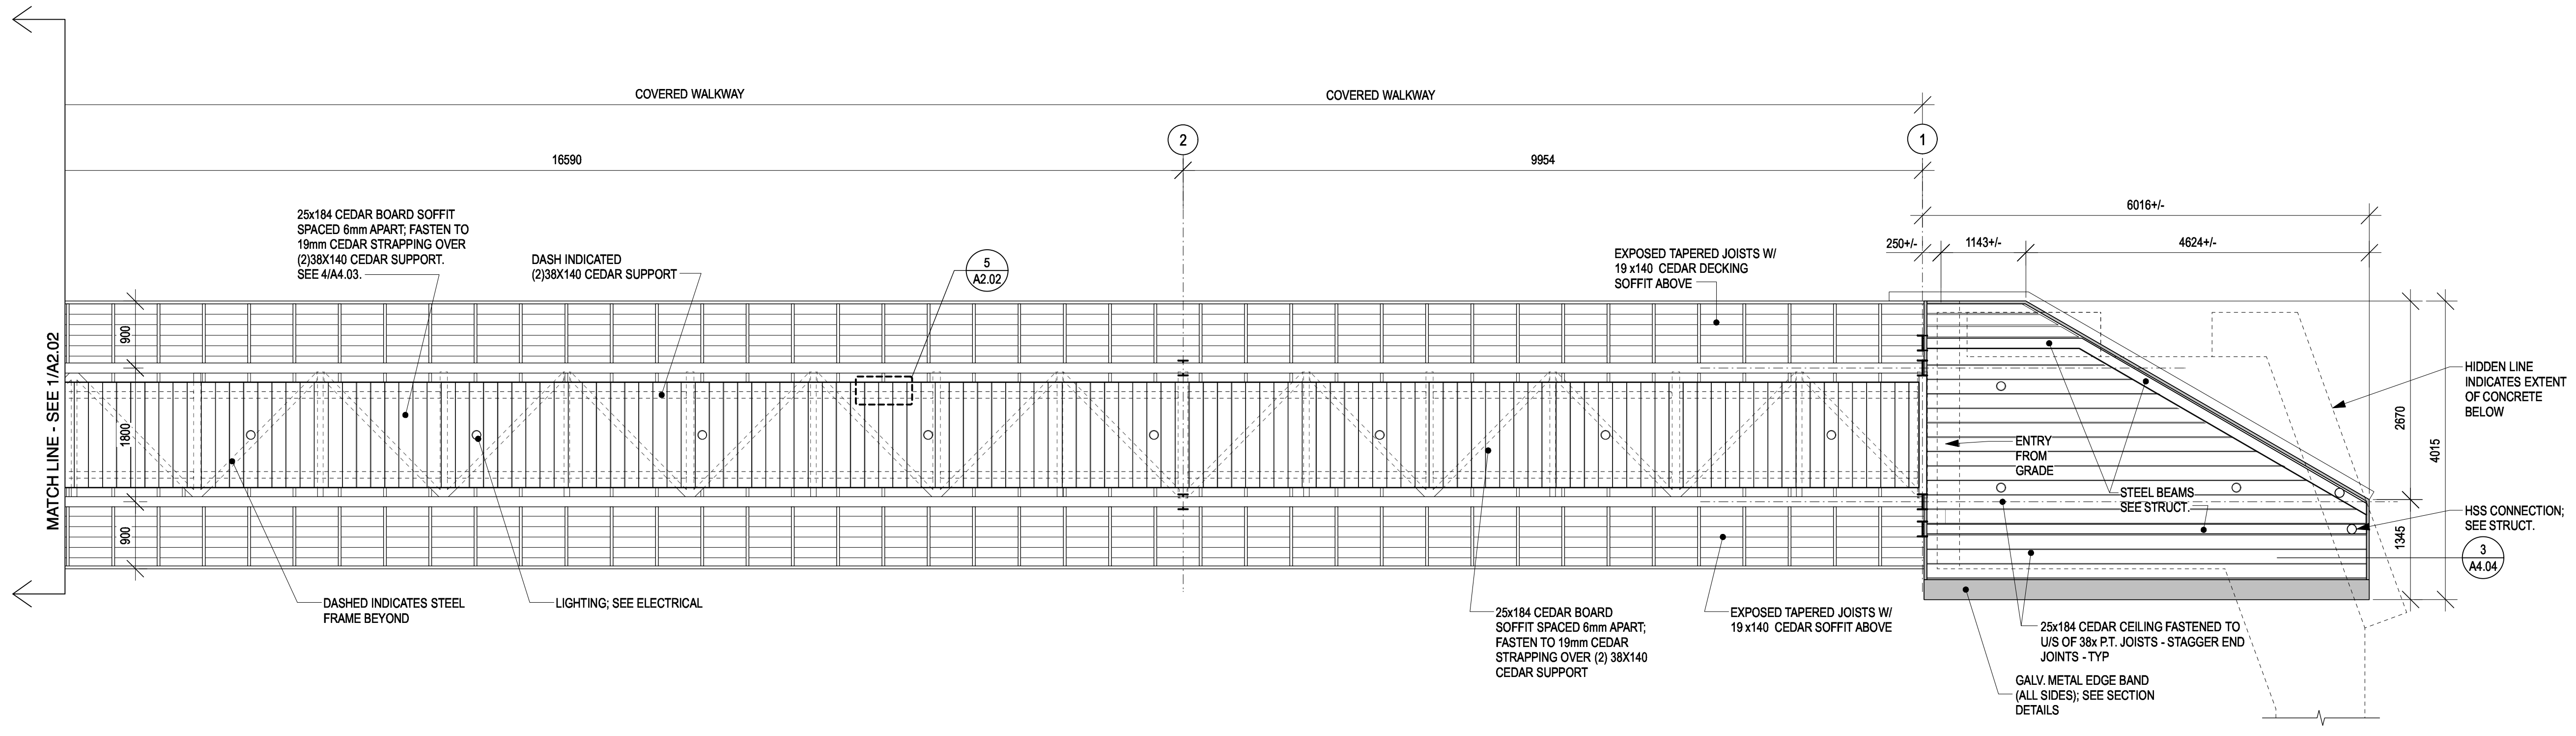 COVERED WALKWAY
COVERED WALKWAY
2
1
16590
9954
6016+/-
250+/-
1143+/-
4624+/-
25x184 CEDAR BOARD SOFFIT
SPACED 6mm APART; FASTEN TO
19mm CEDAR STRAPPING OVER
(2)38X140 CEDAR SUPPORT.
SEE 4/A4.03.
DASH INDICATED
(2)38X140 CEDAR SUPPORT
5
A2.02
EXPOSED TAPERED JOISTS W/
19 x140 CEDAR DECKING
SOFFIT ABOVE
MATCH LINE - SEE 1/A2.02
900
1800
900
HIDDEN LINE
INDICATES EXTENT
OF CONCRETE
BELOW
2670
4015
1345
ENTRY
FROM
GRADE
STEEL BEAMS
SEE STRUCT.
HSS CONNECTION;
SEE STRUCT.
3
A4.04
DASHED INDICATES STEEL
FRAME BEYOND
LIGHTING; SEE ELECTRICAL
25x184 CEDAR BOARD
SOFFIT SPACED 6mm APART;
FASTEN TO 19mm CEDAR
STRAPPING OVER (2) 38X140
CEDAR SUPPORT
EXPOSED TAPERED JOISTS W/
19 x140 CEDAR SOFFIT ABOVE
25x184 CEDAR CEILING FASTENED TO
U/S OF 38x P.T. JOISTS - STAGGER END
JOINTS - TYP
GALV. METAL EDGE BAND
(ALL SIDES); SEE SECTION
DETAILS